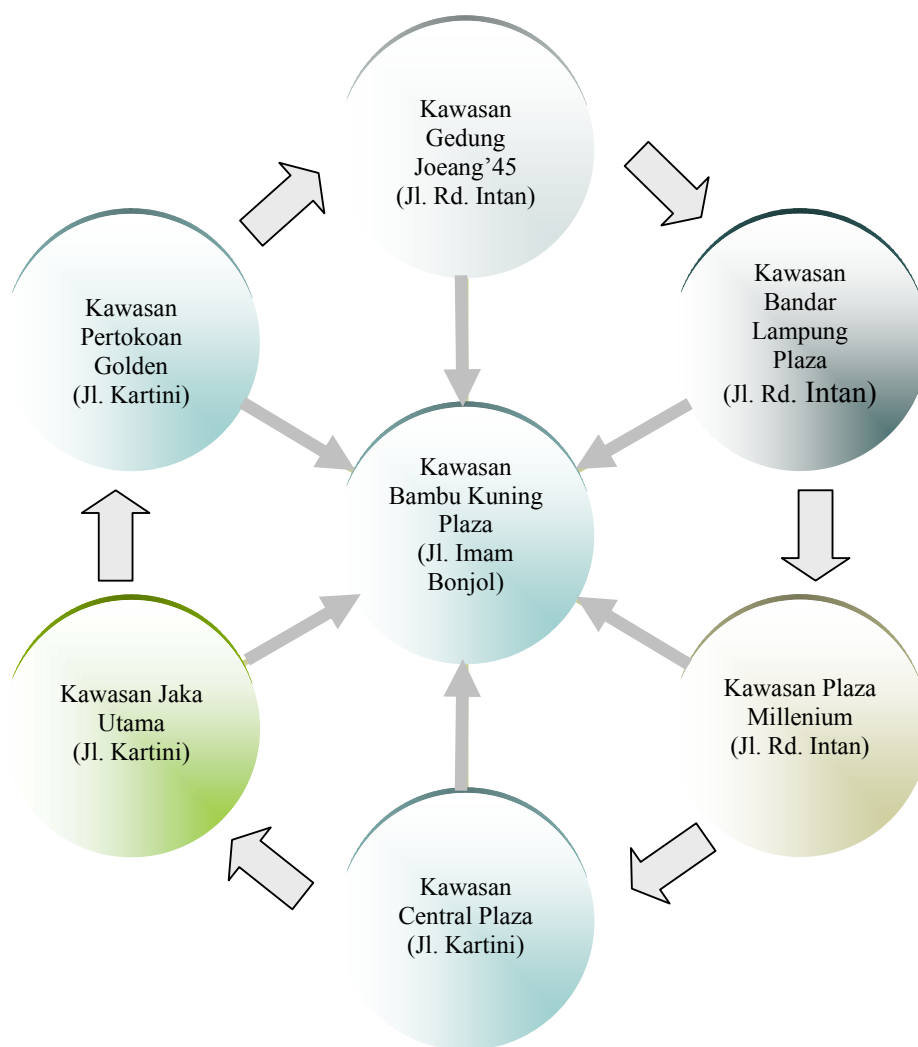 Kawasan
Gedung
Joeang’45
(Jl. Rd. Intan)
Kawasan
Bandar
Lampung
Plaza
(Jl. Rd. Intan)
Kawasan
Pertokoan
Golden
(Jl. Kartini)
Kawasan
Bambu Kuning
Plaza
(Jl. Imam
Bonjol)
Kawasan Jaka
Utama
(Jl. Kartini)
Kawasan Plaza
Millenium
(Jl. Rd. Intan)
Kawasan
Central Plaza
(Jl. Kartini)